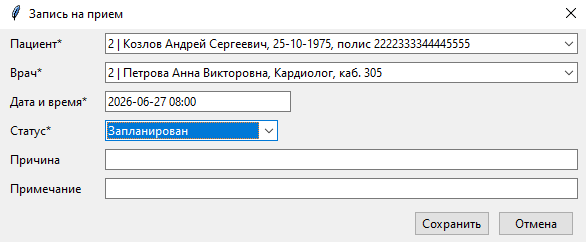 Запись на прием
Пациент* 2 | Козлов Андрей Сергеевич, 25-10-1975, полис 2222333344445555
Врач* 2 | Петрова Анна Викторовна, Кардиолог, каб. 305
Дата и время* 2026-06-27 08:00
Статус* Запланирован
Причина
Примечание
Сохранить Отмена